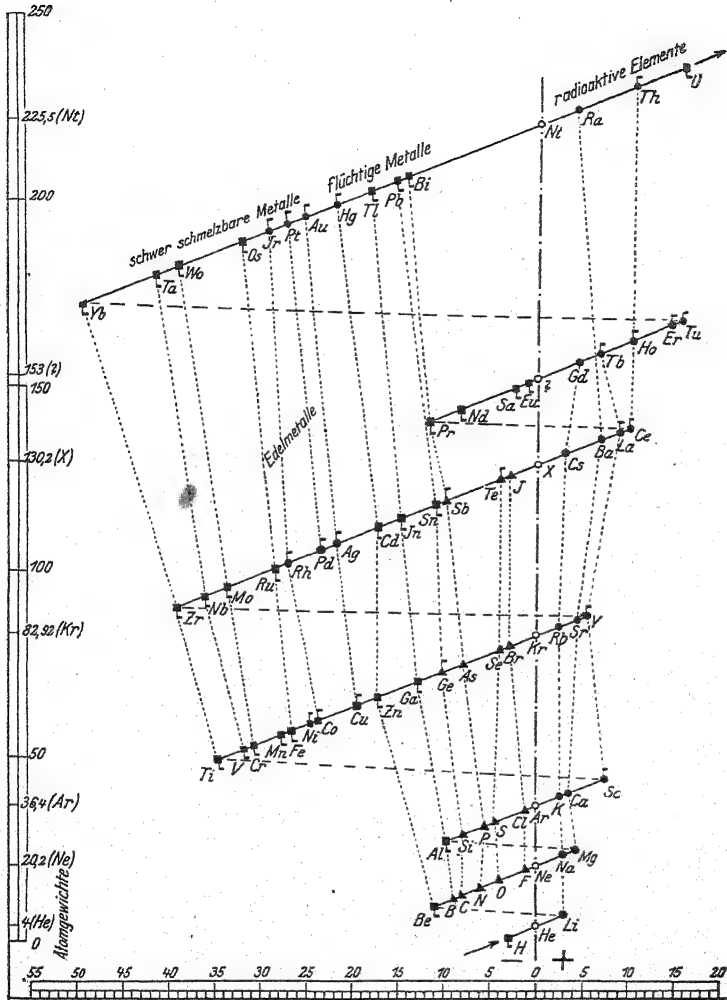 250
225,5 (Nt)
200
153 (?)
150
130,2 (X)
100
82,92 (Kr)
50
36,4 (Ar)
20,2 (Ne)
4 (He)
0
Atomgewichte
radioaktive Elemente
flüchtige Metalle
schwer schmelzbare Metalle
Edelmetalle
Yb Ta Wo Os Jr Pt Au Hg Tl Pb Bi Nt Ra Th U
Pr Nd Sa Eu ? Gd Tb Ho Er Tu
Zr Nb Mo Ru Rh Pd Ag Cd Jn Sn Sb Te J X Cs Ba La Ce
Ti V Cr Mn Fe Ni Co Cu Zn Ga Ge As Se Br Kr Rb Sr Y
Al Si P S Cl Ar K Ca Sc
Be B C N O F Ne Na Mg
H He Li
− +
55 50 45 40 35 30 25 20 15 10 5 0 5 10 15 20